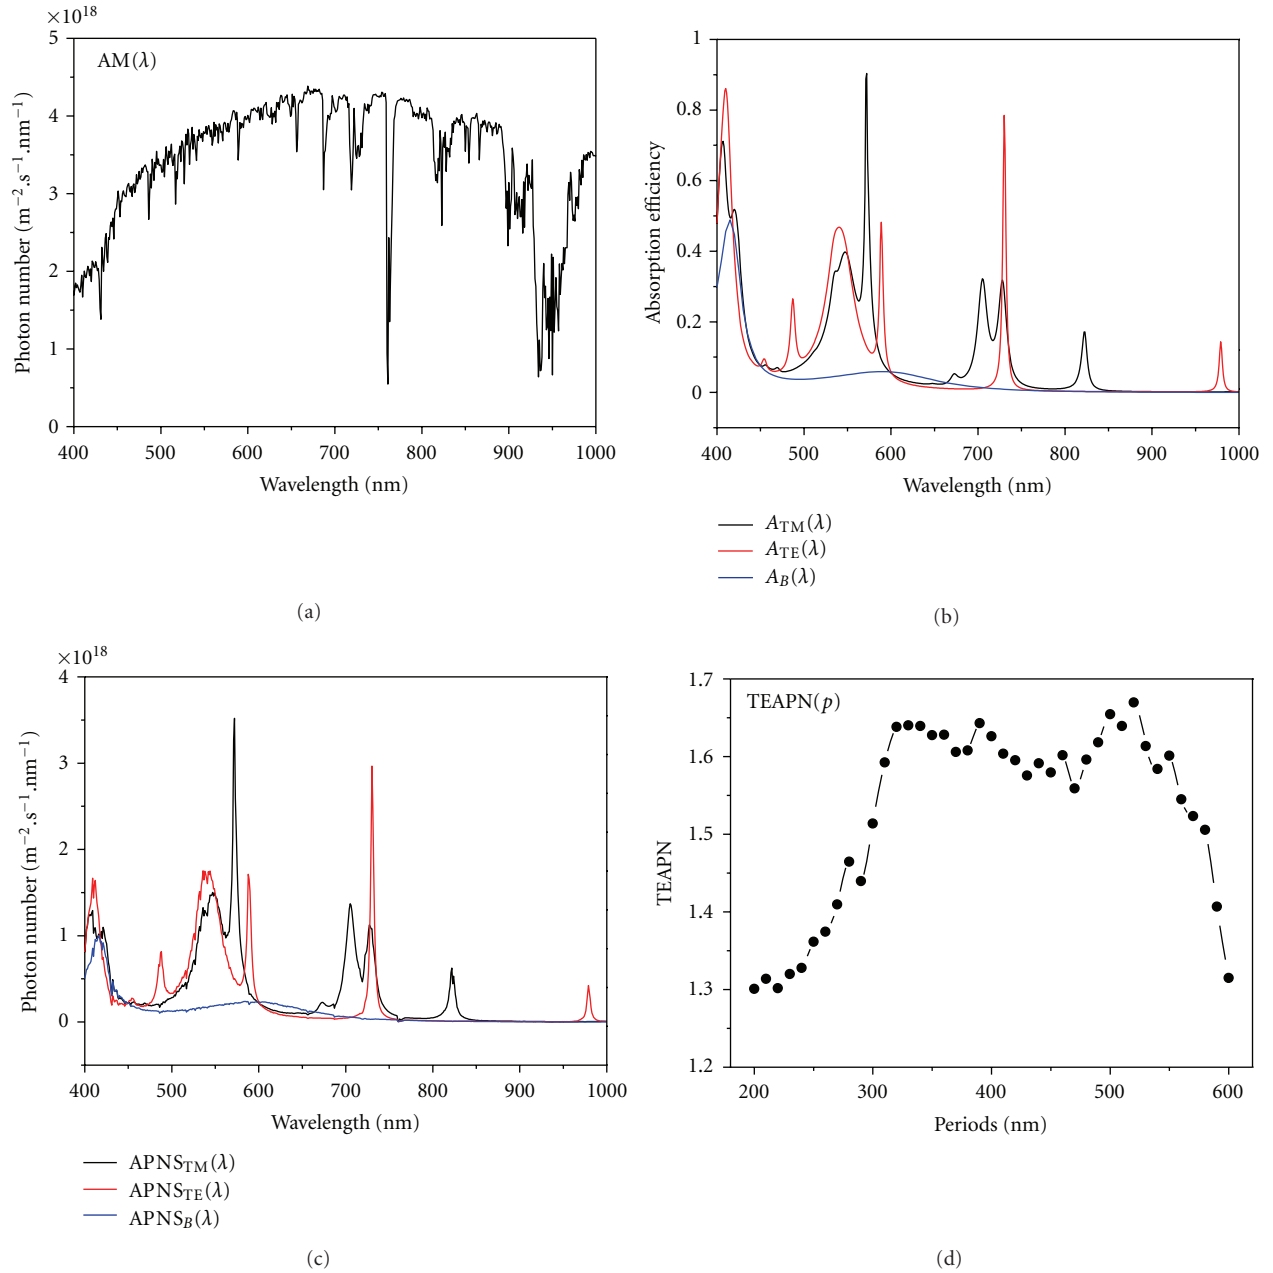 ×10¹⁸
AM(λ)
Photon number (m⁻².s⁻¹.nm⁻¹)
5
4
3
2
1
0
400 500 600 700 800 900 1000
Wavelength (nm)
(a)
Absorption efficiency
1
0.8
0.6
0.4
0.2
0
400 500 600 700 800 900 1000
Wavelength (nm)
A_TM(λ)
A_TE(λ)
A_B(λ)
(b)
×10¹⁸
Photon number (m⁻².s⁻¹.nm⁻¹)
4
3
2
1
0
400 500 600 700 800 900 1000
Wavelength (nm)
APNS_TM(λ)
APNS_TE(λ)
APNS_B(λ)
(c)
TEAPN(p)
TEAPN
1.7
1.6
1.5
1.4
1.3
1.2
200 300 400 500 600
Periods (nm)
(d)